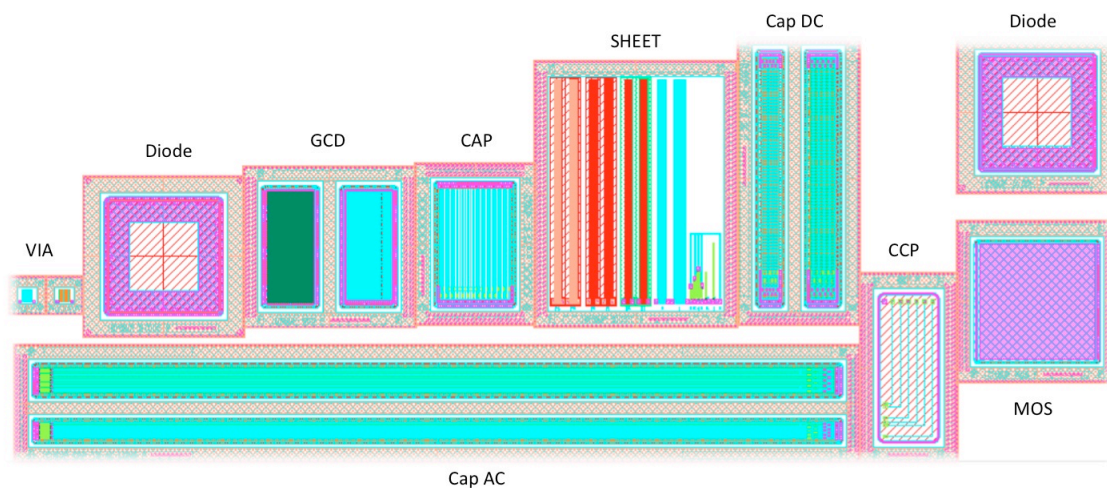 Cap DC
Diode
SHEET
GCD
CAP
Diode
VIA
CCP
MOS
Cap AC